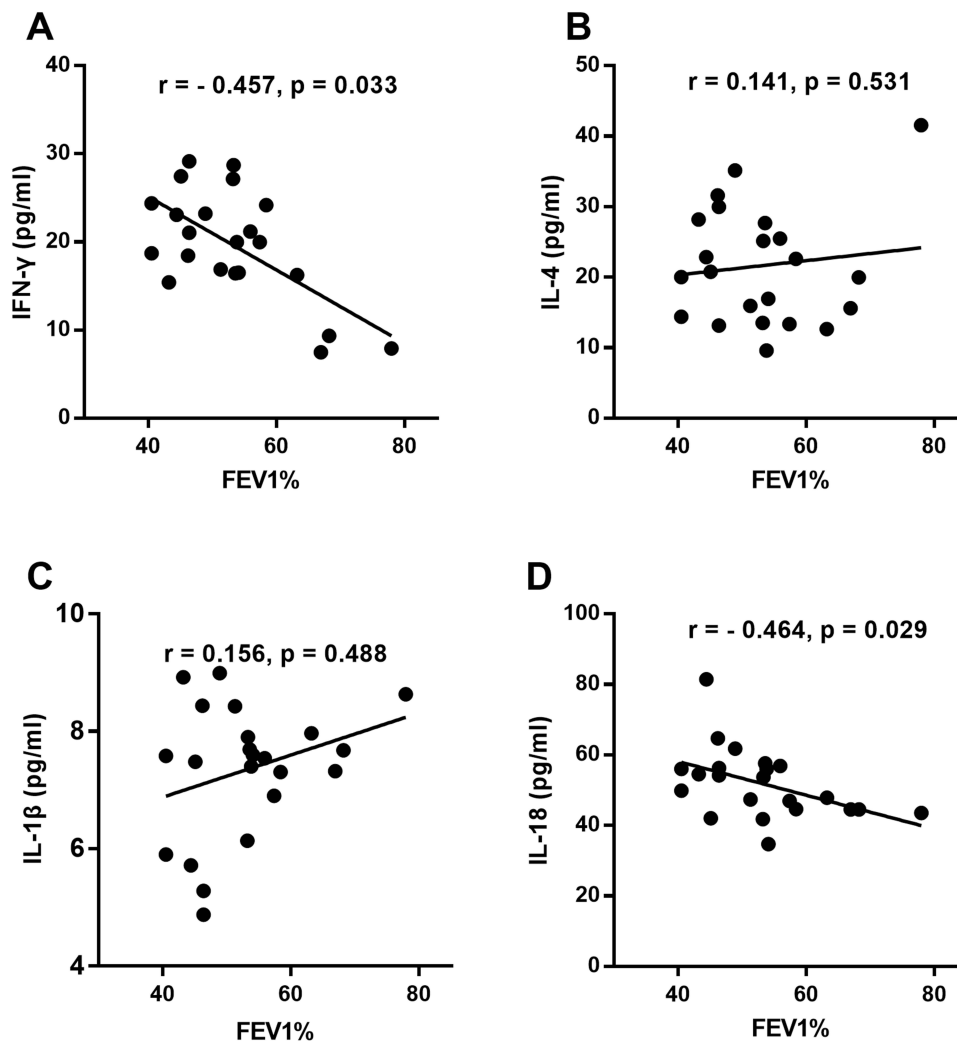 A
r = - 0.457, p = 0.033
IFN-γ (pg/ml)
40
30
20
10
0
40 60 80
FEV1%
B
r = 0.141, p = 0.531
IL-4 (pg/ml)
50
40
30
20
10
0
40 60 80
FEV1%
C
r = 0.156, p = 0.488
IL-1β (pg/ml)
10
8
6
4
40 60 80
FEV1%
D
r = - 0.464, p = 0.029
IL-18 (pg/ml)
100
80
60
40
20
0
40 60 80
FEV1%